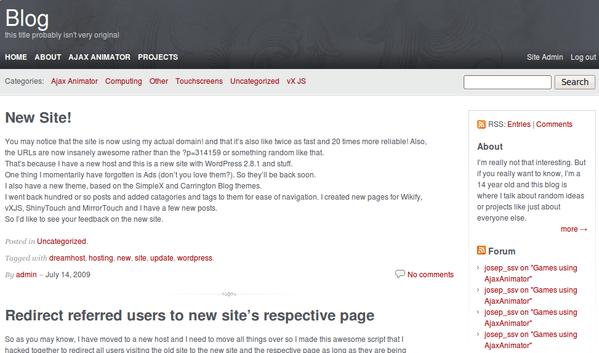 Blog
this title probably isn't very original
HOME ABOUT AJAX ANIMATOR PROJECTS
Site Admin Log out
Categories: Ajax Animator Computing Other Touchscreens Uncategorized vX JS
Search
New Site!
You may notice that the site is now using my actual domain! and that it's also like twice as fast and 20 times more reliable! Also,
the URLs are now insanely awesome rather than the ?p=314159 or something random like that.
That's because I have a new host and this is a new site with WordPress 2.8.1 and stuff.
One thing I momentarily have forgotten is Ads (don't you love them?). So they'll be back soon.
I also have a new theme, based on the SimpleX and Carrington Blog themes.
I went back hundred or so posts and added catagories and tags to them for ease of navigation. I created new pages for Wikify,
vXJS, ShinyTouch and MirrorTouch and I have a few new posts.
So I'd like to see your feedback on the new site.
Posted in Uncategorized.
Tagged with dreamhost, hosting, new, site, update, wordpress.
By admin – July 14, 2009
No comments
Redirect referred users to new site's respective page
So as you may know, I have moved to a new host and I need to move all things over so I made this awesome script that I
hacked together to redirect all users visiting the old site to the new site and the respective page as long as they are being
RSS: Entries | Comments
About
I'm really not that interesting. But
if you really want to know, I'm a
14 year old and this blog is
where I talk about random ideas
or projects like just about
everyone else.
more →
Forum
› josep_ssv on "Games using
AjaxAnimator"
› josep_ssv on "Games using
AjaxAnimator"
› josep_ssv on "Games using
AjaxAnimator"
› josep_ssv on "Games using
AjaxAnimator"